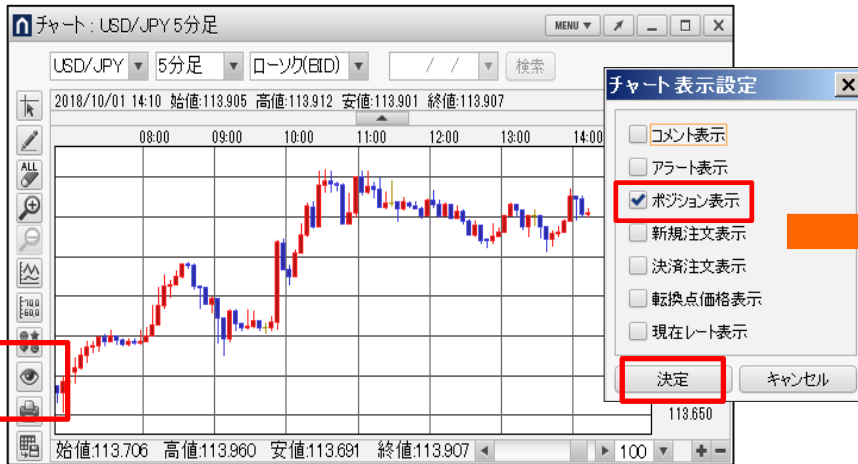 チャート : USD/JPY 5分足
MENU ▼
USD/JPY 5分足 ローソク(BID) / / 検索
2018/10/01 14:10 始値:113.905 高値:113.912 安値:113.901 終値:113.907
08:00 09:00 10:00 11:00 12:00 13:00 14:00
ALL
チャート表示設定
コメント表示
アラート表示
ポジション表示
新規注文表示
決済注文表示
転換点価格表示
現在レート表示
決定 キャンセル
113.650
始値:113.706 高値:113.960 安値:113.691 終値:113.907 100